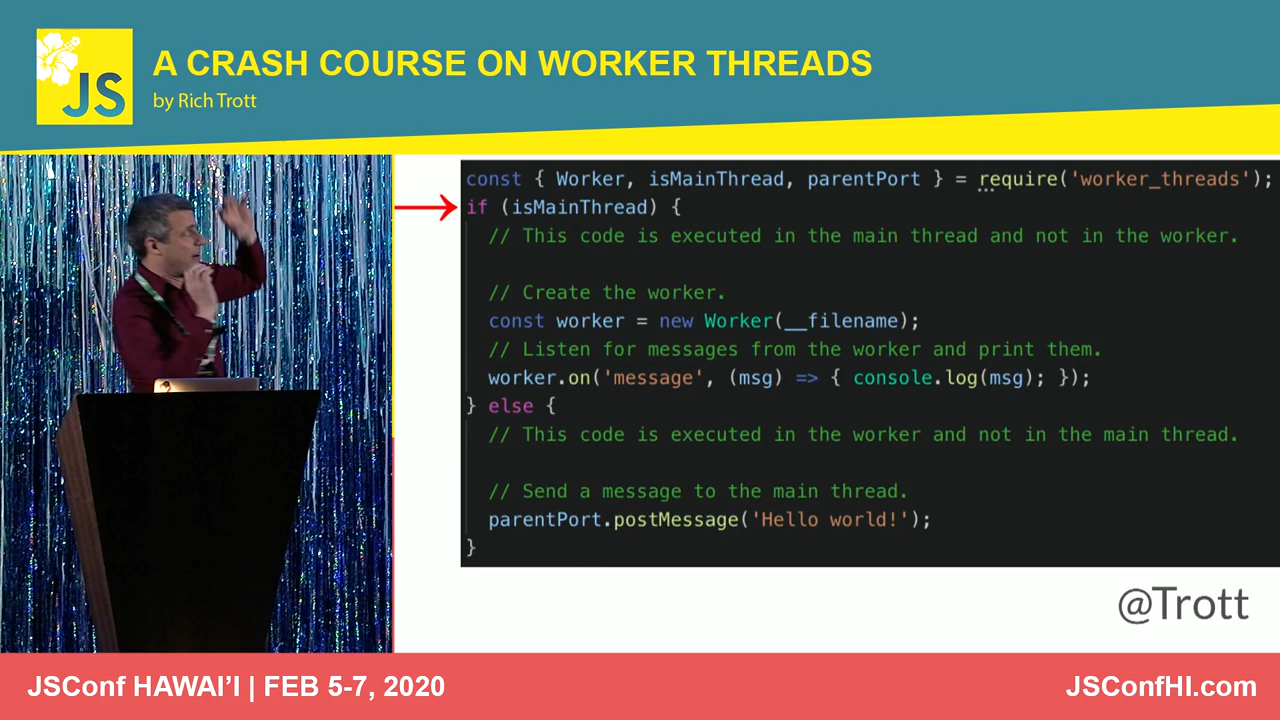 JS
A CRASH COURSE ON WORKER THREADS
by Rich Trott
const { Worker, isMainThread, parentPort } = require('worker_threads');
if (isMainThread) {
// This code is executed in the main thread and not in the worker.
// Create the worker.
const worker = new Worker(__filename);
// Listen for messages from the worker and print them.
worker.on('message', (msg) => { console.log(msg); });
} else {
// This code is executed in the worker and not in the main thread.
// Send a message to the main thread.
parentPort.postMessage('Hello world!');
}
@Trott
JSConf HAWAI’I | FEB 5-7, 2020
JSConfHI.com